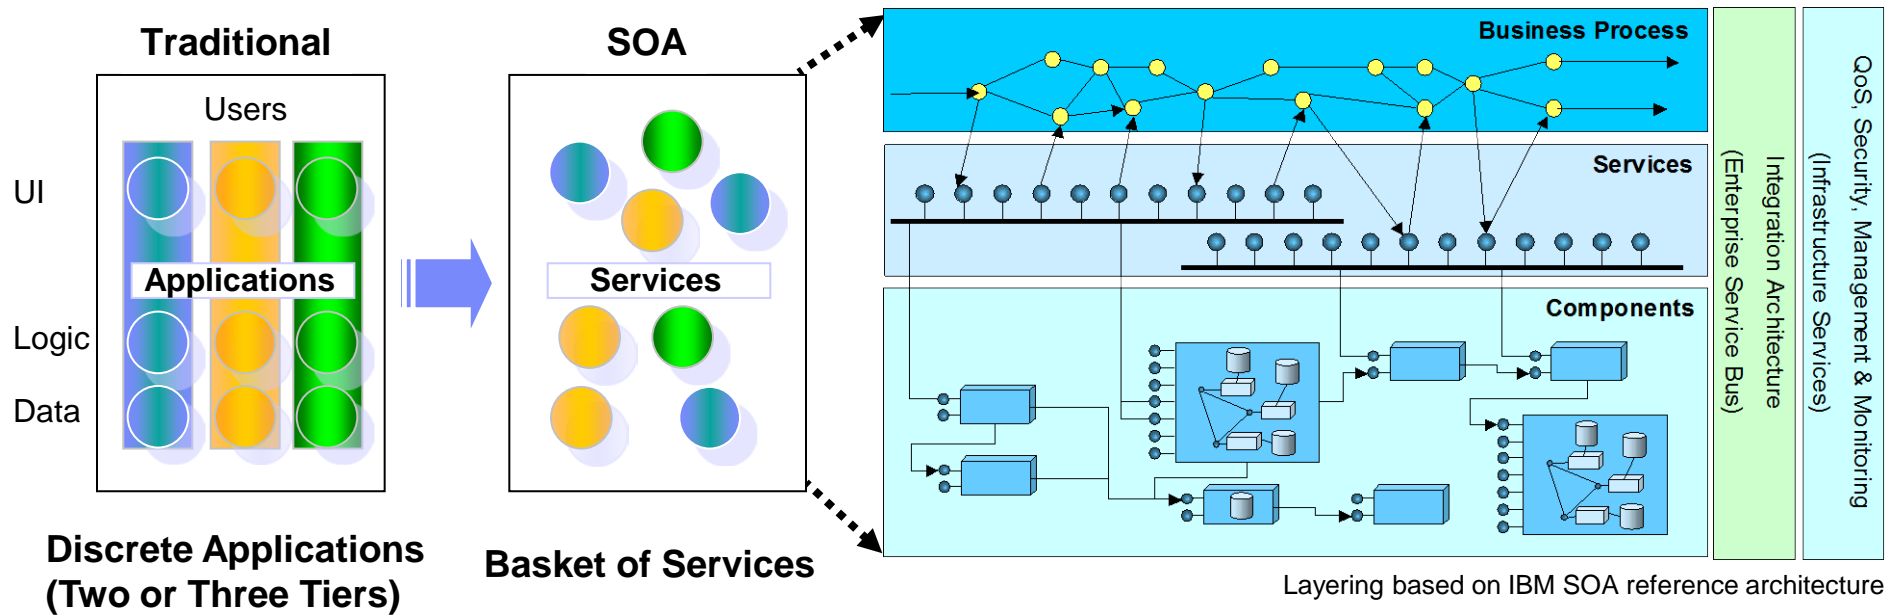 Traditional
Users
UI
Applications
Logic
Data
Discrete Applications
(Two or Three Tiers)
SOA
Services
Basket of Services
Business Process
Services
Components
Integration Architecture
(Enterprise Service Bus)
QoS, Security, Management & Monitoring
(Infrastructure Services)
Layering based on IBM SOA reference architecture